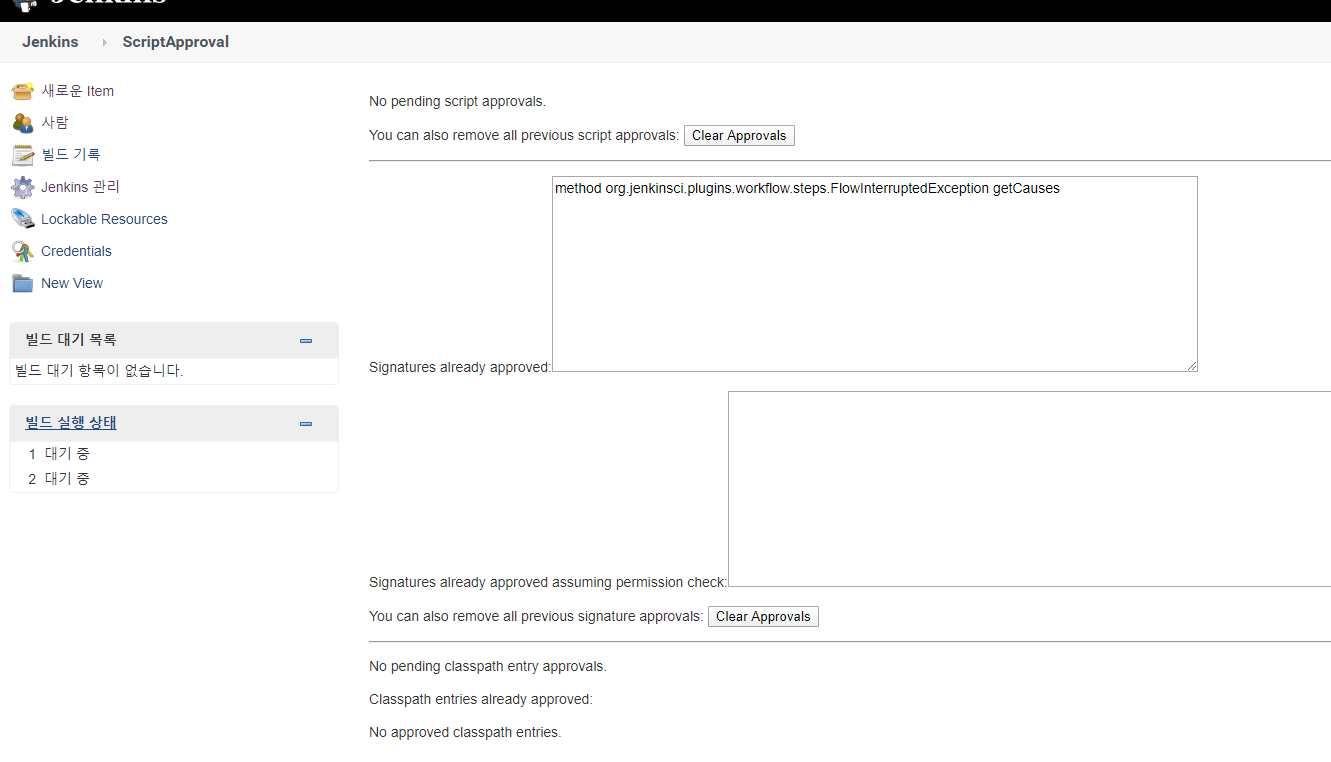 Jenkins
Jenkins ScriptApproval
새로운 Item
사람
빌드 기록
Jenkins 관리
Lockable Resources
Credentials
New View
빌드 대기 목록
빌드 대기 항목이 없습니다.
빌드 실행 상태
1 대기 중
2 대기 중
No pending script approvals.
You can also remove all previous script approvals: Clear Approvals
method org.jenkinsci.plugins.workflow.steps.FlowInterruptedException getCauses
Signatures already approved:
Signatures already approved assuming permission check:
You can also remove all previous signature approvals: Clear Approvals
No pending classpath entry approvals.
Classpath entries already approved:
No approved classpath entries.